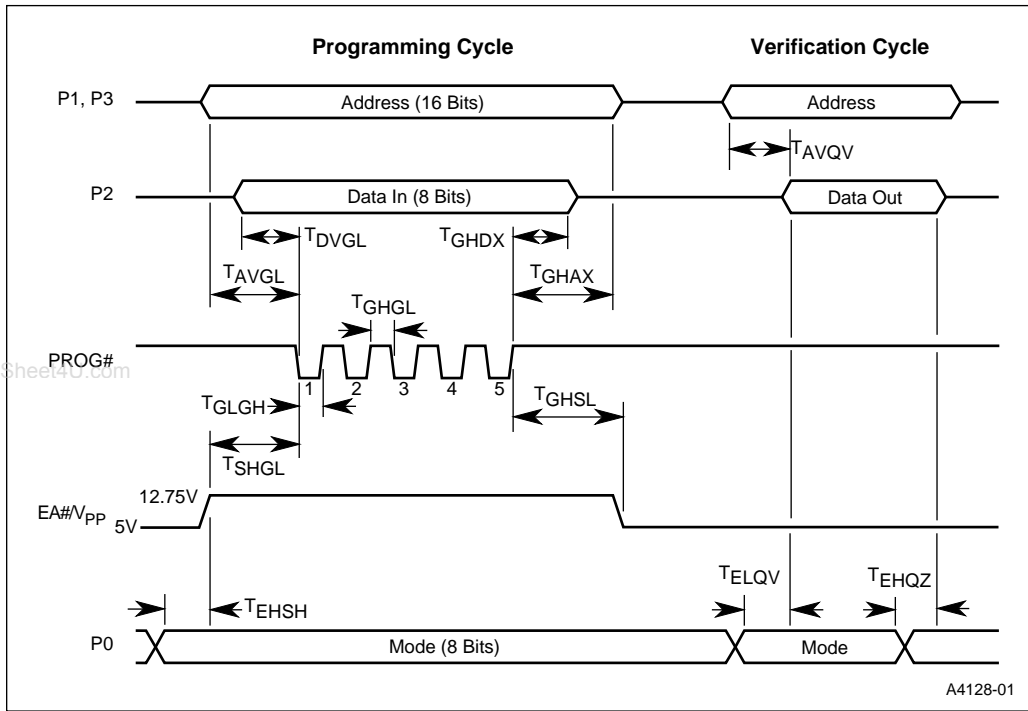 Programming Cycle Verification Cycle
P1, P3 Address (16 Bits) Address
TAVQV
P2 Data In (8 Bits) Data Out
TDVGL TGHDX
TAVGL TGHAX
TGHGL
PROG#
Sheet4U.com
1 2 3 4 5
TGLGH TGHSL
TSHGL
12.75V
EA#/VPP 5V
TELQV TEHQZ
TEHSH
P0 Mode (8 Bits) Mode
A4128-01